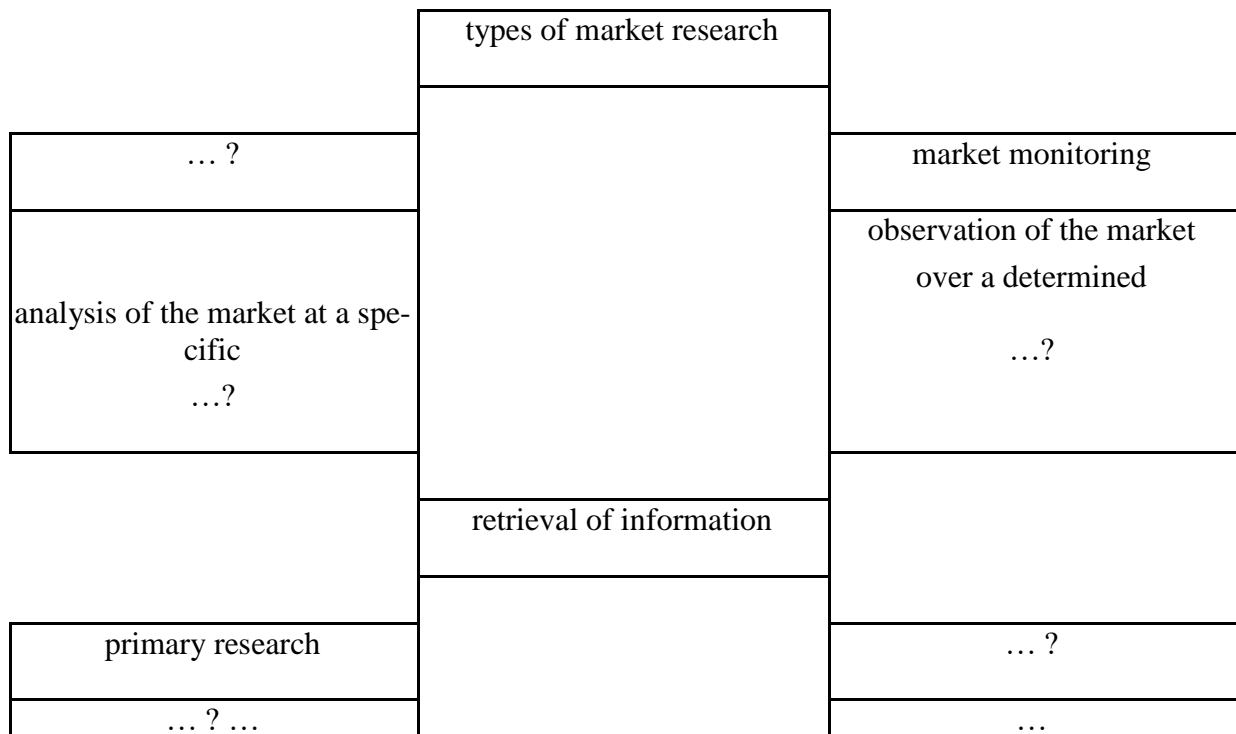 types of market research
… ?
market monitoring
analysis of the market at a spe-
cific
…?
observation of the market
over a determined
…?
retrieval of information
primary research
… ?
… ? …
…